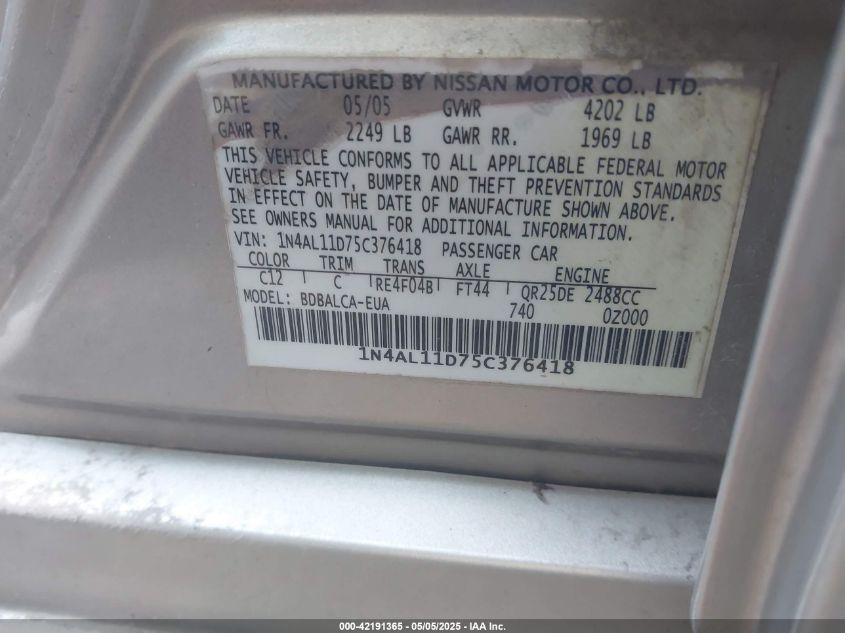 MANUFACTURED BY NISSAN MOTOR CO., LTD.
DATE 05/05 GVWR 4202 LB
GAWR FR. 2249 LB GAWR RR. 1969 LB
THIS VEHICLE CONFORMS TO ALL APPLICABLE FEDERAL MOTOR
VEHICLE SAFETY, BUMPER AND THEFT PREVENTION STANDARDS
IN EFFECT ON THE DATE OF MANUFACTURE SHOWN ABOVE.
SEE OWNERS MANUAL FOR ADDITIONAL INFORMATION.
VIN: 1N4AL11D75C376418 PASSENGER CAR
COLOR TRIM TRANS AXLE ENGINE
C12 C RE4F04B FT44 QR25DE 2488CC
MODEL: BDBALCA-EUA 740 0Z000
1N4AL11D75C376418
000-42191365 - 05/05/2025 - IAA Inc.